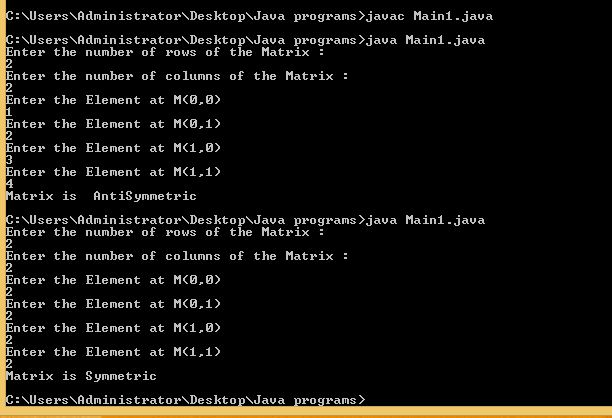 C:\Users\Administrator\Desktop\Java programs>javac Main1.java
C:\Users\Administrator\Desktop\Java programs>java Main1.java
Enter the number of rows of the Matrix :
2
Enter the number of columns of the Matrix :
2
Enter the Element at M(0,0)
1
Enter the Element at M(0,1)
2
Enter the Element at M(1,0)
3
Enter the Element at M(1,1)
4
Matrix is  AntiSymmetric
C:\Users\Administrator\Desktop\Java programs>java Main1.java
Enter the number of rows of the Matrix :
2
Enter the number of columns of the Matrix :
2
Enter the Element at M(0,0)
2
Enter the Element at M(0,1)
2
Enter the Element at M(1,0)
2
Enter the Element at M(1,1)
2
Matrix is Symmetric
C:\Users\Administrator\Desktop\Java programs>